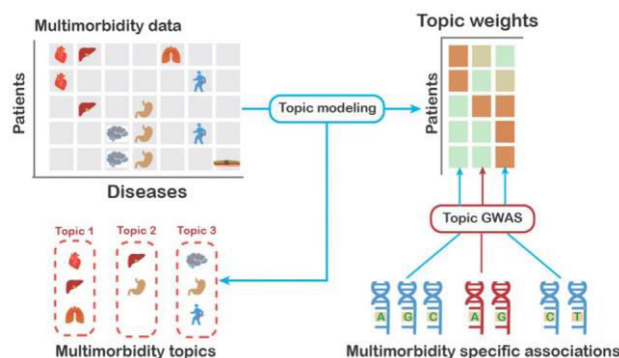 Multimorbidity data
Topic weights
Patients
Patients
Topic modeling
Diseases
Topic GWAS
Topic 1
Topic 2
Topic 3
A G C A G C T
Multimorbidity topics
Multimorbidity specific associations